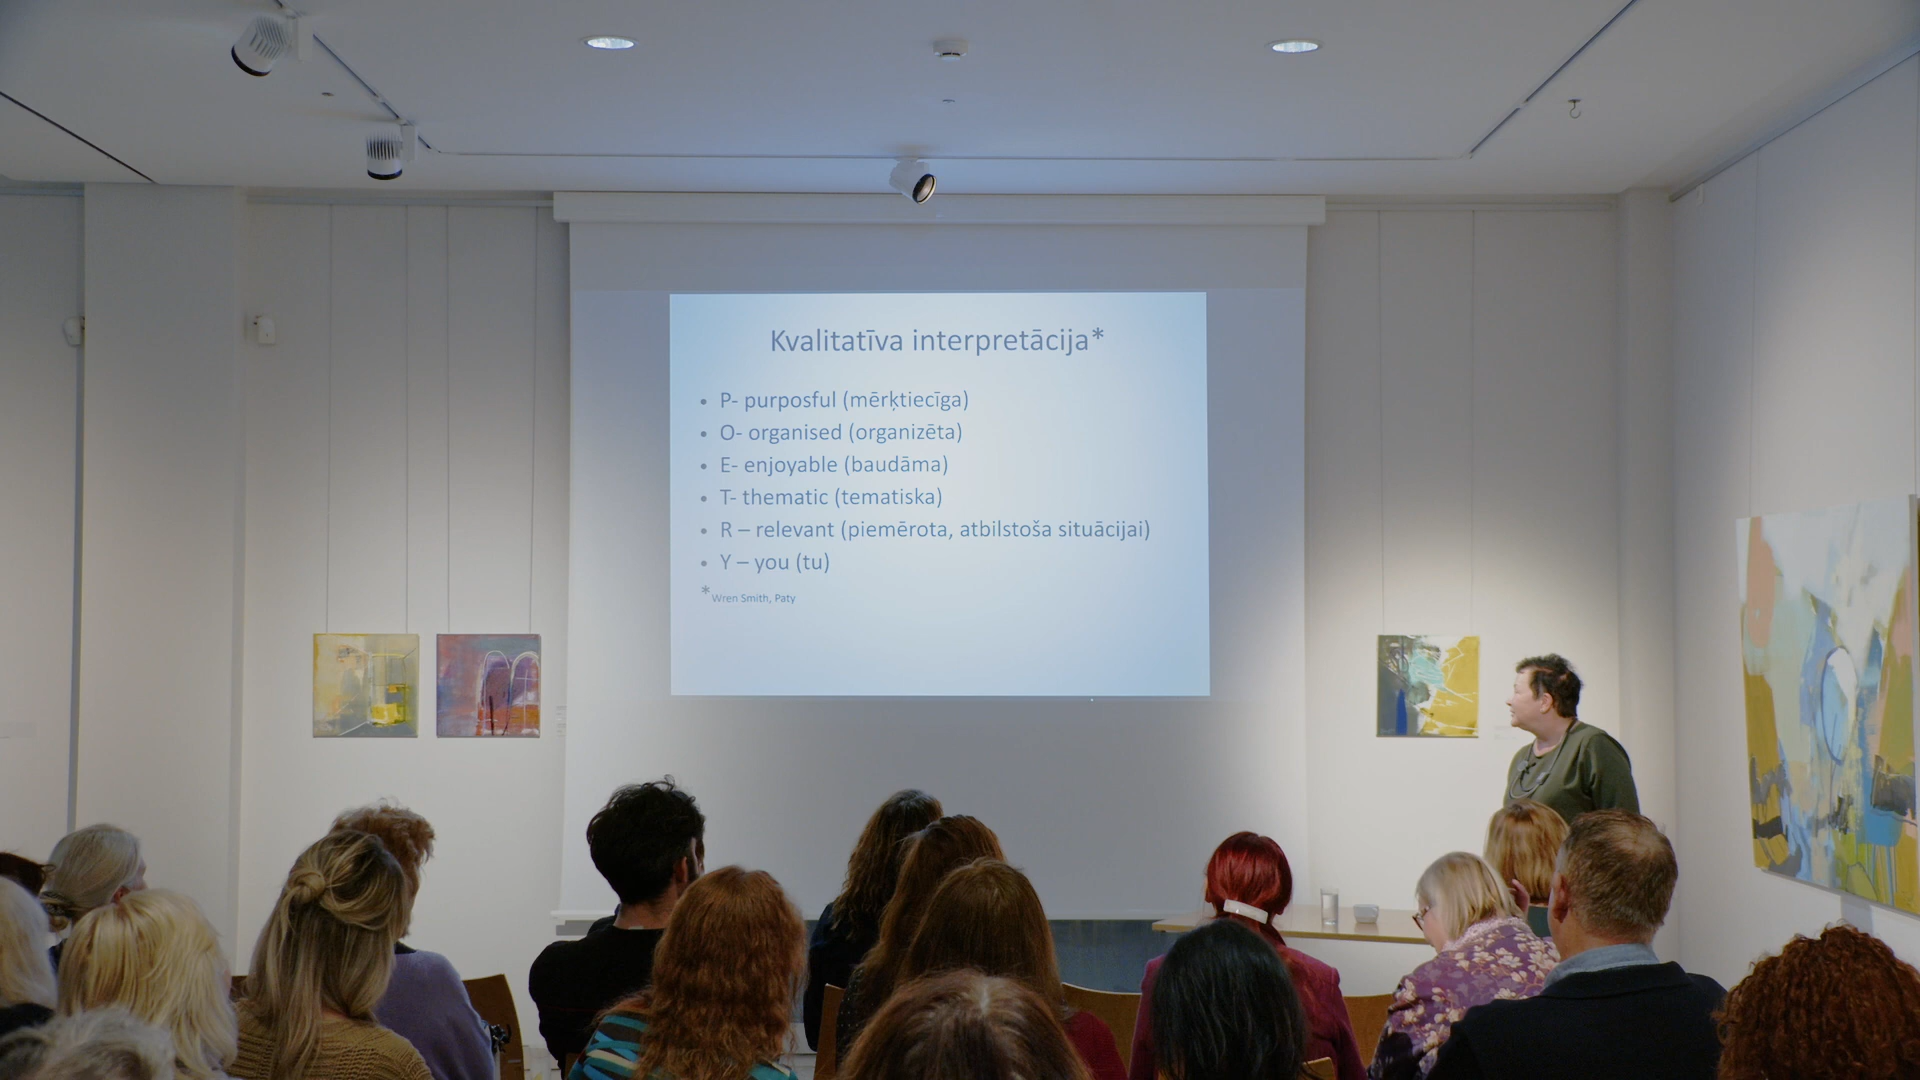 Kvalitatīva interpretācija*
• P- purposful (mērķtiecīga)
• O- organised (organizēta)
• E- enjoyable (baudāma)
• T- thematic (tematiska)
• R – relevant (piemērota, atbilstoša situācijai)
• Y – you (tu)
* Wren Smith, Paty